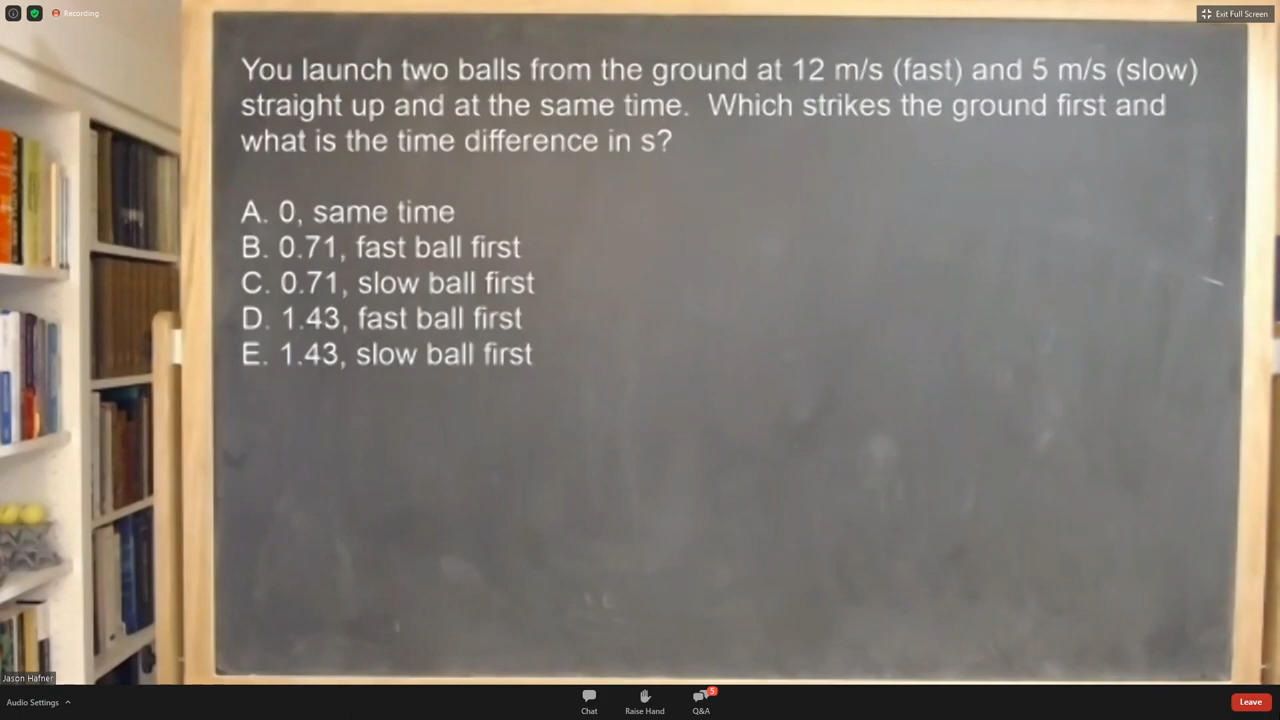 Recording
Exit Full Screen
You launch two balls from the ground at 12 m/s (fast) and 5 m/s (slow)
straight up and at the same time.  Which strikes the ground first and
what is the time difference in s?
A. 0, same time
B. 0.71, fast ball first
C. 0.71, slow ball first
D. 1.43, fast ball first
E. 1.43, slow ball first
Jason Hafner
Audio Settings
5
Chat
Raise Hand
Q&A
Leave